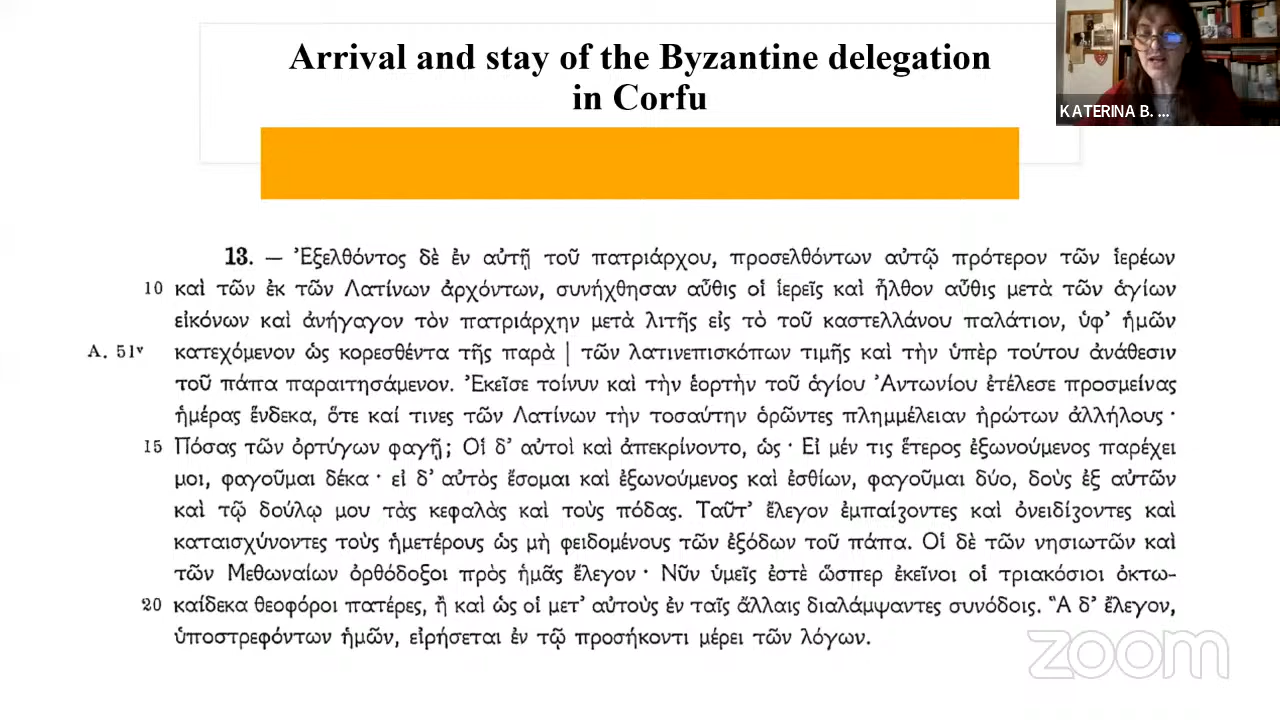 Arrival and stay of the Byzantine delegation
in Corfu
KATERINA B. ...
13. — Ἐξελθόντος δὲ ἐν αὐτῇ τοῦ πατριάρχου, προσελθόντων αὐτῷ πρότερον τῶν ἱερέων
10 καὶ τῶν ἐκ τῶν Λατίνων ἀρχόντων, συνήχθησαν αὖθις οἱ ἱερεῖς καὶ ἦλθον αὖθις μετὰ τῶν ἁγίων
εἰκόνων καὶ ἀνήγαγον τὸν πατριάρχην μετὰ λιτῆς εἰς τὸ τοῦ καστελλάνου παλάτιον, ὑφ’ ἡμῶν
A. 51v κατεχόμενον ὡς κορεσθέντα τῆς παρὰ | τῶν λατινεπισκόπων τιμῆς καὶ τὴν ὑπὲρ τούτου ἀνάθεσιν
τοῦ πάπα παραιτησάμενον. Ἐκεῖσε τοίνυν καὶ τὴν ἑορτὴν τοῦ ἁγίου Ἀντωνίου ἐτέλεσε προσμείνας
ἡμέρας ἕνδεκα, ὅτε καί τινες τῶν Λατίνων τὴν τοσαύτην ὁρῶντες πλημμέλειαν ἠρώτων ἀλλήλους ·
15 Πόσας τῶν ὀρτύγων φαγῇ; Οἱ δ’ αὐτοὶ καὶ ἀπεκρίνοντο, ὡς · Εἰ μέν τις ἕτερος ἐξωνούμενος παρέχει
μοι, φαγοῦμαι δέκα · εἰ δ’ αὐτὸς ἔσομαι καὶ ἐξωνούμενος καὶ ἐσθίων, φαγοῦμαι δύο, δοὺς ἐξ αὐτῶν
καὶ τῷ δούλῳ μου τὰς κεφαλὰς καὶ τοὺς πόδας. Ταῦτ’ ἔλεγον ἐμπαίζοντες καὶ ὀνειδίζοντες καὶ
καταισχύνοντες τοὺς ἡμετέρους ὡς μὴ φειδομένους τῶν ἐξόδων τοῦ πάπα. Οἱ δὲ τῶν νησιωτῶν καὶ
τῶν Μεθωναίων ὀρθόδοξοι πρὸς ἡμᾶς ἔλεγον · Νῦν ὑμεῖς ἐστὲ ὥσπερ ἐκεῖνοι οἱ τριακόσιοι ὀκτω-
20 καίδεκα θεοφόροι πατέρες, ἢ καὶ ὡς οἱ μετ’ αὐτοὺς ἐν ταῖς ἄλλαις διαλάμψαντες συνόδοις. Ἃ δ’ ἔλεγον,
ὑποστρεφόντων ἡμῶν, εἰρήσεται ἐν τῷ προσήκοντι μέρει τῶν λόγων.
zoom